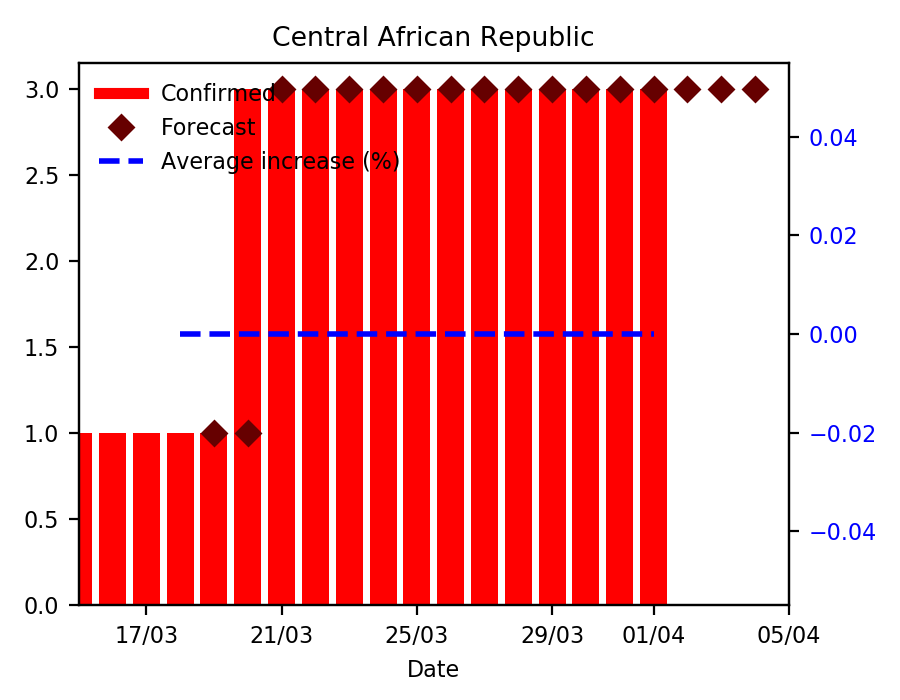 Central African Republic
Confirmed
Forecast
Average increase (%)
3.0
2.5
2.0
1.5
1.0
0.5
0.0
0.04
0.02
0.00
−0.02
−0.04
17/03 21/03 25/03 29/03 01/04 05/04
Date